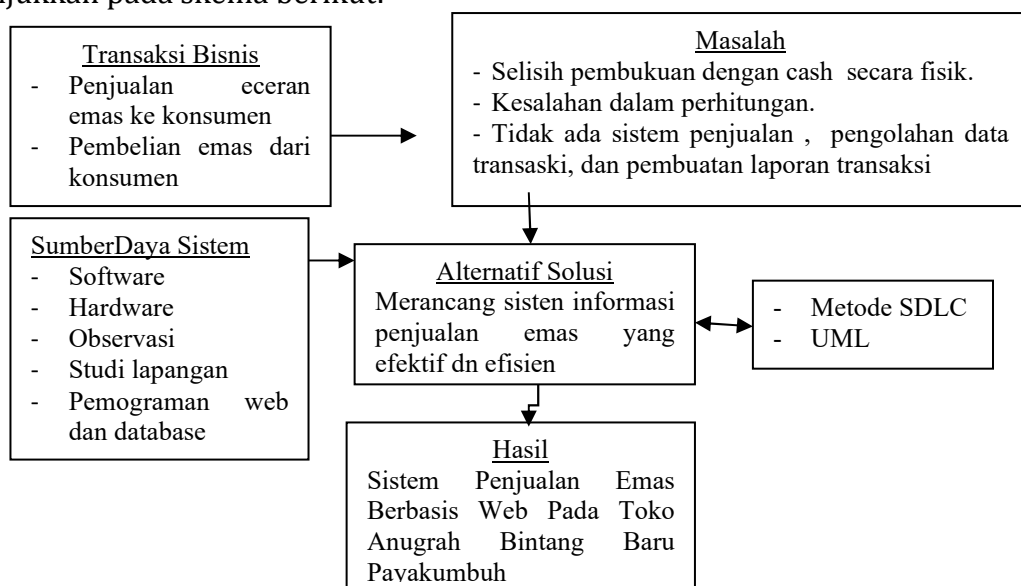 njukkan pada skema berikut:
Transaksi Bisnis
- Penjualan eceran
emas ke konsumen
- Pembelian emas dari
konsumen
Masalah
- Selisih pembukuan dengan cash secara fisik.
- Kesalahan dalam perhitungan.
- Tidak ada sistem penjualan , pengolahan data
transaski, dan pembuatan laporan transaksi
SumberDaya Sistem
- Software
- Hardware
- Observasi
- Studi lapangan
- Pemograman web
dan database
Alternatif Solusi
Merancang sisten informasi
penjualan emas yang
efektif dn efisien
- Metode SDLC
- UML
Hasil
Sistem Penjualan Emas
Berbasis Web Pada Toko
Anugrah Bintang Baru
Payakumbuh